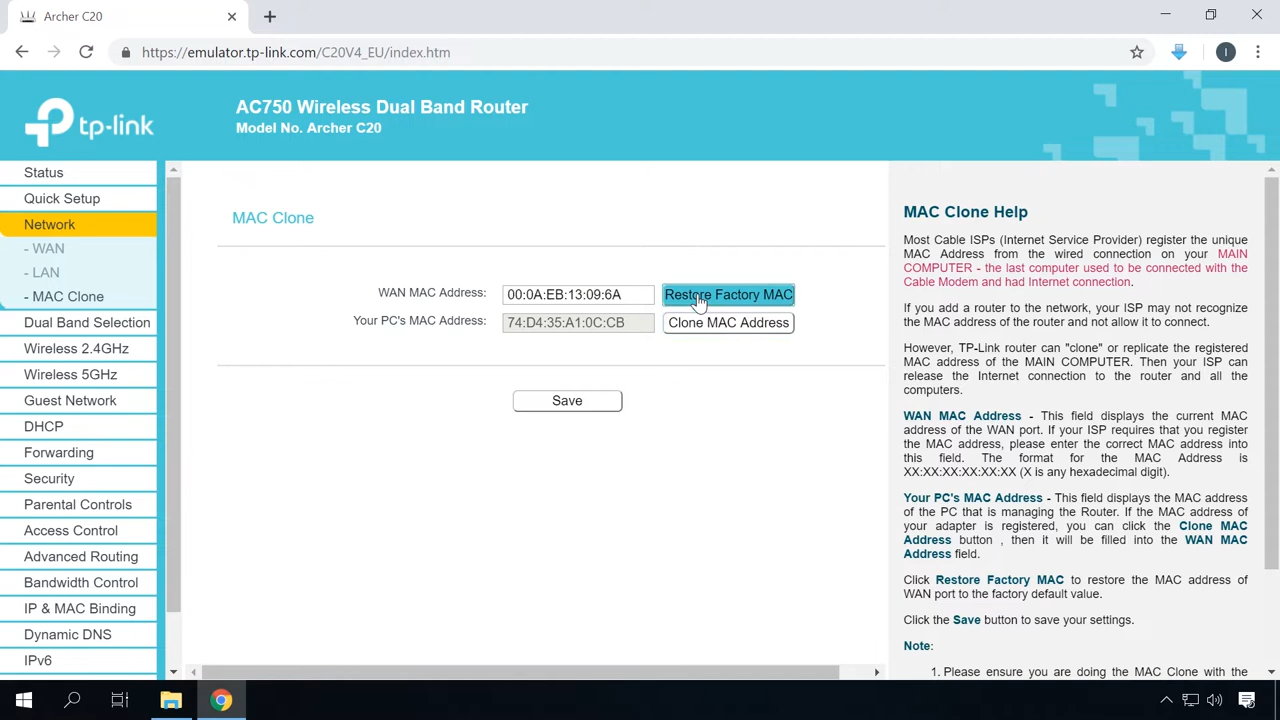 Archer C20
https://emulator.tp-link.com/C20V4_EU/index.htm
I
tp-link
AC750 Wireless Dual Band Router
Model No. Archer C20
Status
Quick Setup
Network
- WAN
- LAN
- MAC Clone
Dual Band Selection
Wireless 2.4GHz
Wireless 5GHz
Guest Network
DHCP
Forwarding
Security
Parental Controls
Access Control
Advanced Routing
Bandwidth Control
IP & MAC Binding
Dynamic DNS
IPv6
MAC Clone
WAN MAC Address: 00:0A:EB:13:09:6A Restore Factory MAC
Your PC's MAC Address: 74:D4:35:A1:0C:CB Clone MAC Address
Save
MAC Clone Help
Most Cable ISPs (Internet Service Provider) register the unique
MAC Address from the wired connection on your MAIN
COMPUTER - the last computer used to be connected with the
Cable Modem and had Internet connection.
If you add a router to the network, your ISP may not recognize
the MAC address of the router and not allow it to connect.
However, TP-Link router can "clone" or replicate the registered
MAC address of the MAIN COMPUTER. Then your ISP can
release the Internet connection to the router and all the
computers.
WAN MAC Address - This field displays the current MAC
address of the WAN port. If your ISP requires that you register
the MAC address, please enter the correct MAC address into
this field. The format for the MAC Address is
XX:XX:XX:XX:XX:XX (X is any hexadecimal digit).
Your PC's MAC Address - This field displays the MAC address
of the PC that is managing the Router. If the MAC address of
your adapter is registered, you can click the Clone MAC
Address button , then it will be filled into the WAN MAC
Address field.
Click Restore Factory MAC to restore the MAC address of
WAN port to the factory default value.
Click the Save button to save your settings.
Note:
1. Please ensure you are doing the MAC Clone with the